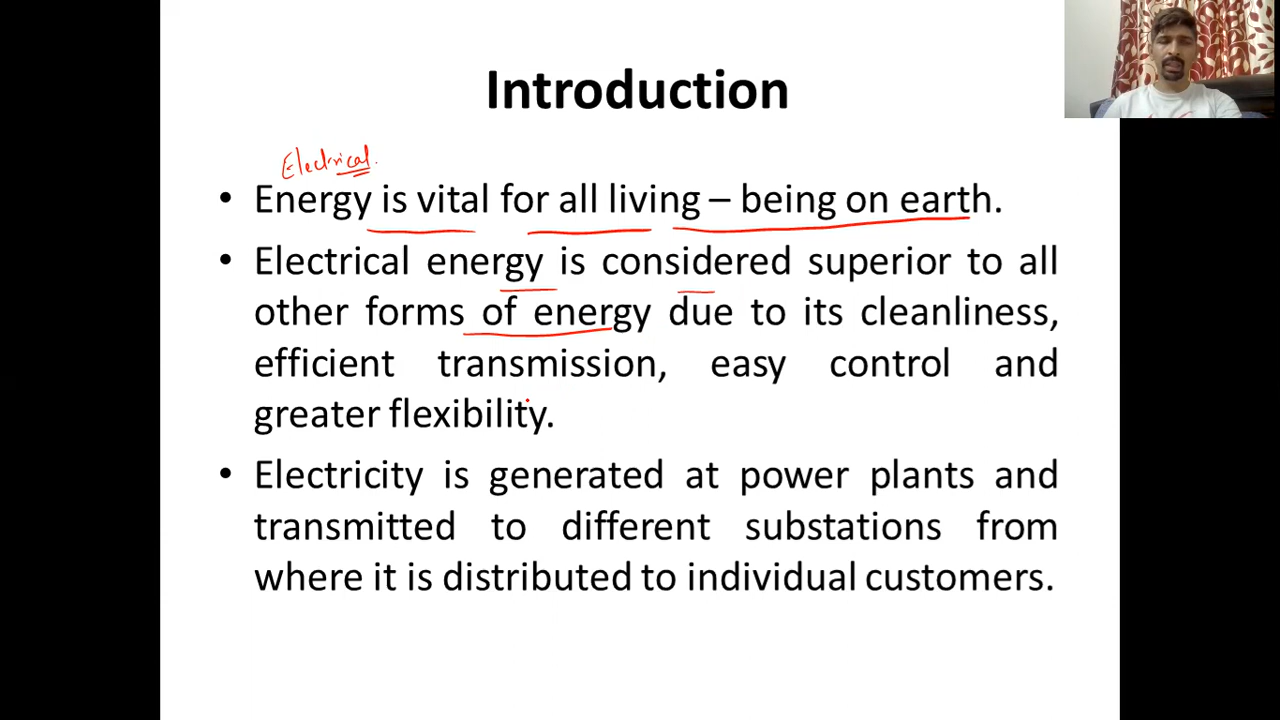 Introduction
Electrical.
• Energy is vital for all living – being on earth.
• Electrical energy is considered superior to all
other forms of energy due to its cleanliness,
efficient transmission, easy control and
greater flexibility.
• Electricity is generated at power plants and
transmitted to different substations from
where it is distributed to individual customers.